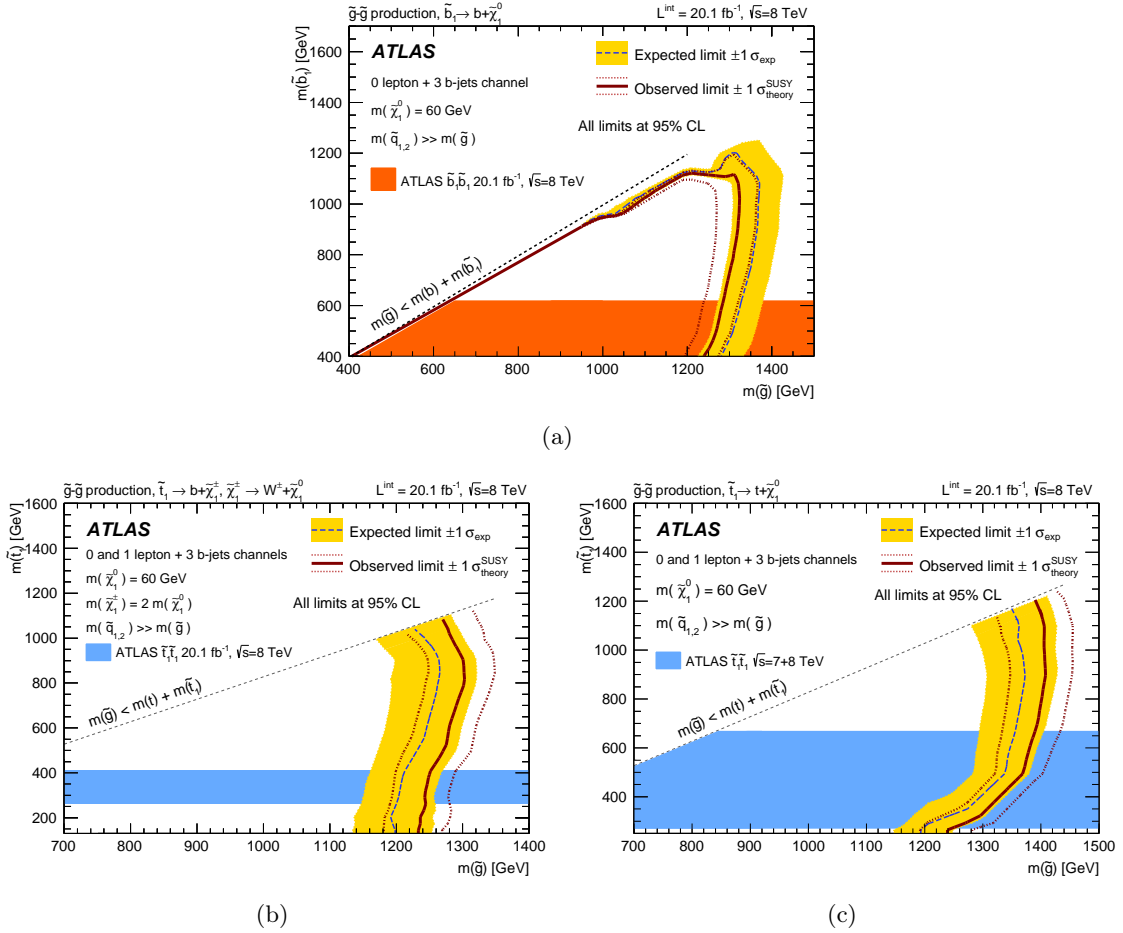 g̃-g̃ production, b̃₁→ b+χ̃₁⁰ L^int = 20.1 fb⁻¹, √s=8 TeV
m(b̃₁) [GeV]
1600
1400
1200
1000
800
600
400
ATLAS
0 lepton + 3 b-jets channel
m( χ̃₁⁰ ) = 60 GeV
m( q̃₁,₂ ) >> m( g̃ )
ATLAS b̃₁b̃₁ 20.1 fb⁻¹, √s=8 TeV
Expected limit ±1 σ_exp
Observed limit ± 1 σ^SUSY_theory
All limits at 95% CL
m(g̃) < m(b) + m(b̃₁)
400 600 800 1000 1200 1400
m(g̃) [GeV]
(a)
g̃-g̃ production, t̃₁ → b+χ̃₁±, χ̃₁± → W±+χ̃₁⁰ L^int = 20.1 fb⁻¹, √s=8 TeV
m(t̃₁) [GeV]
1600
1400
1200
1000
800
600
400
200
ATLAS
0 and 1 lepton + 3 b-jets channels
m( χ̃₁⁰ ) = 60 GeV
m( χ̃₁± ) = 2 m( χ̃₁⁰ )
m( q̃₁,₂ ) >> m( g̃ )
ATLAS t̃₁t̃₁ 20.1 fb⁻¹, √s=8 TeV
Expected limit ±1 σ_exp
Observed limit ± 1 σ^SUSY_theory
All limits at 95% CL
m(g̃) < m(t) + m(t̃₁)
700 800 900 1000 1100 1200 1300 1400
m(g̃) [GeV]
(b)
g̃-g̃ production, t̃₁→ t+χ̃₁⁰ L^int = 20.1 fb⁻¹, √s=8 TeV
m(t̃₁) [GeV]
1600
1400
1200
1000
800
600
400
ATLAS
0 and 1 lepton + 3 b-jets channels
m( χ̃₁⁰ ) = 60 GeV
m( q̃₁,₂ ) >> m( g̃ )
ATLAS t̃₁t̃₁, √s=7+8 TeV
Expected limit ±1 σ_exp
Observed limit ± 1 σ^SUSY_theory
All limits at 95% CL
m(g̃) < m(t) + m(t̃₁)
700 800 900 1000 1100 1200 1300 1400 1500
m(g̃) [GeV]
(c)